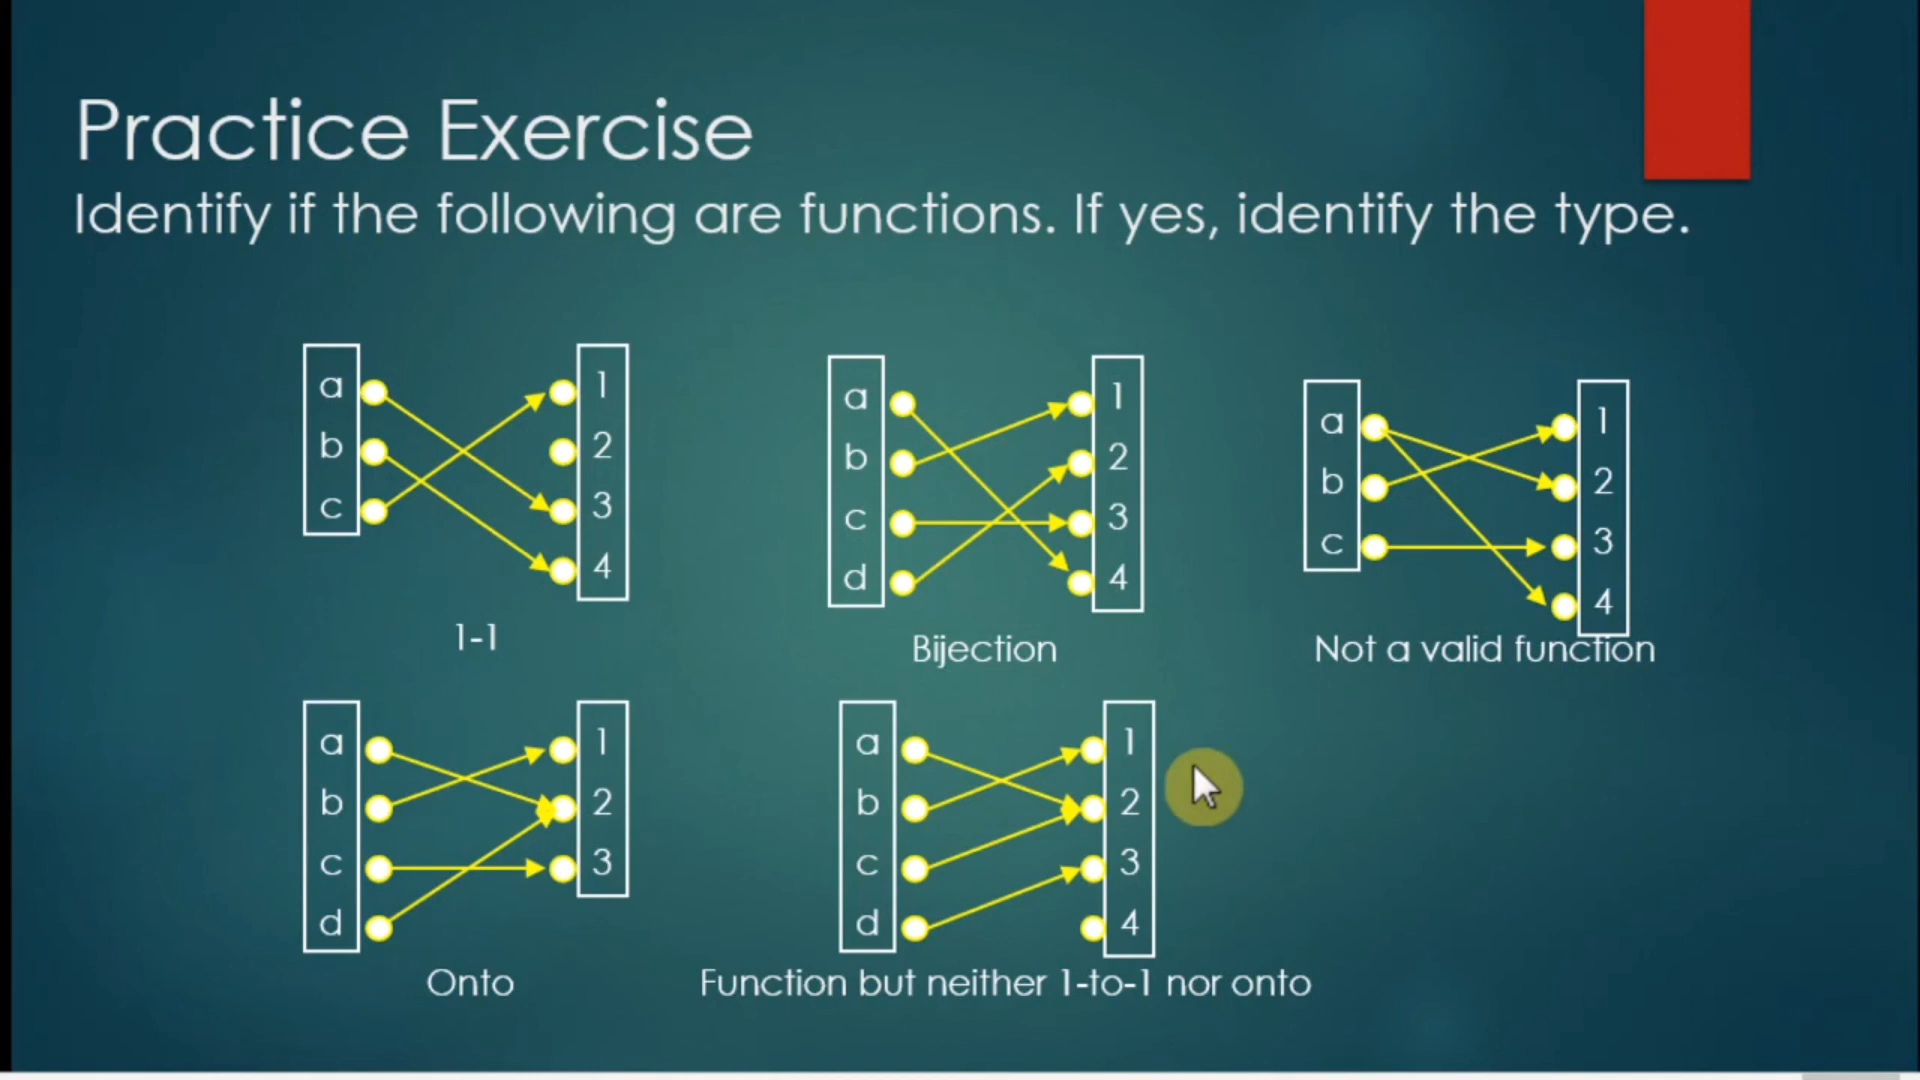 Practice Exercise
Identify if the following are functions. If yes, identify the type.
a
b
c
1
2
3
4
1-1
a
b
c
d
1
2
3
4
Bijection
a
b
c
1
2
3
4
Not a valid function
a
b
c
d
1
2
3
Onto
a
b
c
d
1
2
3
4
Function but neither 1-to-1 nor onto